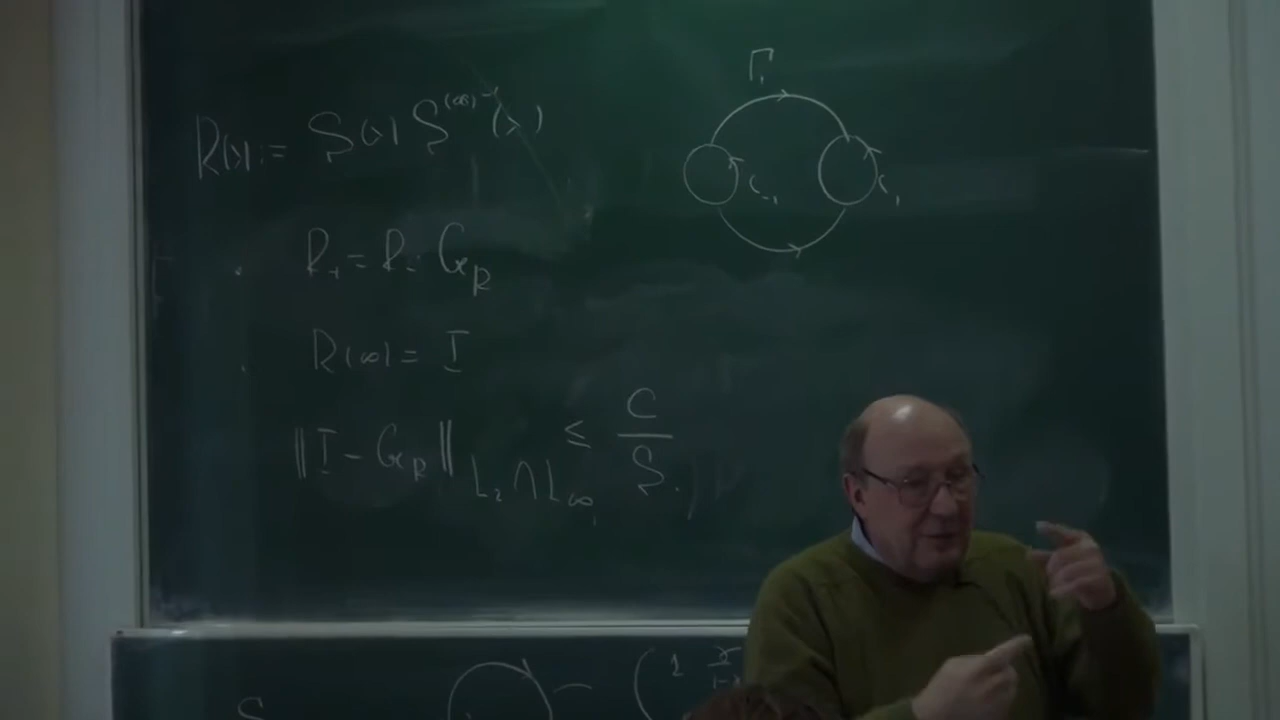 R(λ) := S(λ) S^{(∞)-1}(λ)
Γ₁
C₋₁
C₁
R₊ = R₋ G_R
R(∞) = I
‖I - G_R‖_{L₂∩L_∞} ≤ C/S.
S